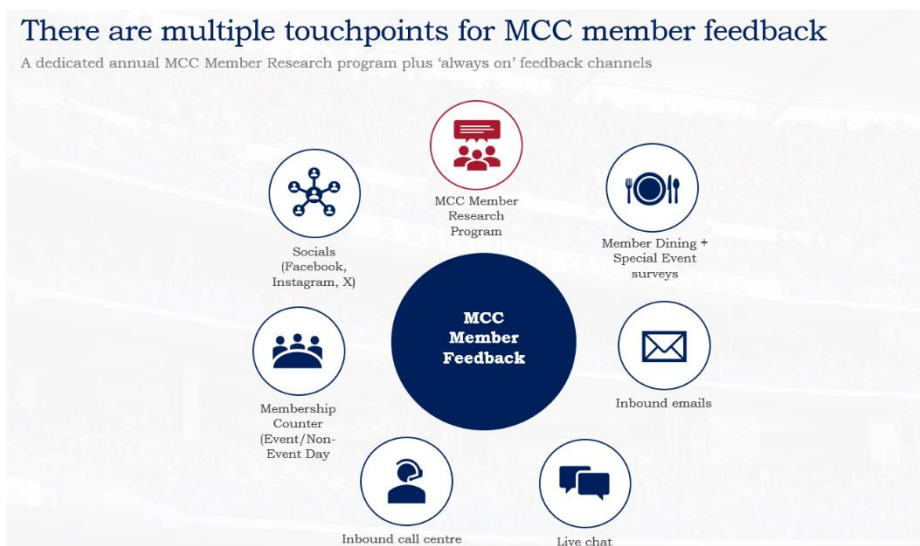 There are multiple touchpoints for MCC member feedback
A dedicated annual MCC Member Research program plus ‘always on’ feedback channels
MCC Member
Research
Program
Member Dining +
Special Event
surveys
Socials
(Facebook,
Instagram, X)
MCC
Member
Feedback
Inbound emails
Membership
Counter
(Event/Non-
Event Day
Inbound call centre
Live chat